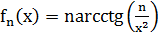 fₙ(x) = narcctg(n/x²)